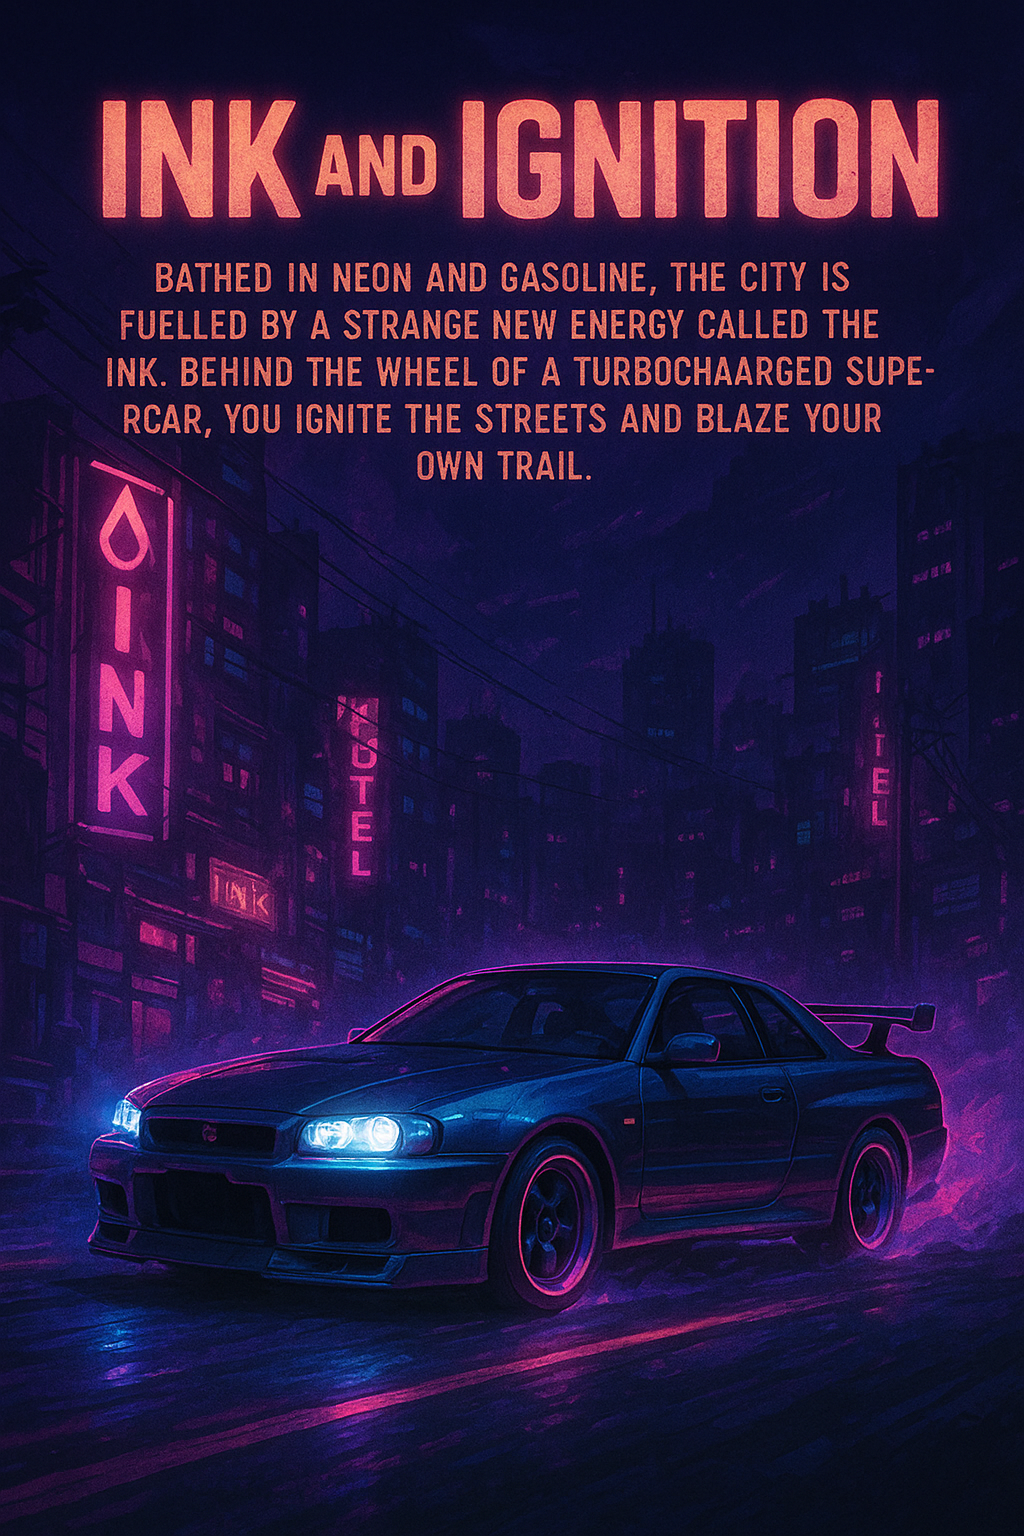 INK AND IGNITION
BATHED IN NEON AND GASOLINE, THE CITY IS
FUELLED BY A STRANGE NEW ENERGY CALLED THE
INK. BEHIND THE WHEEL OF A TURBOCHAARGED SUPE-
RCAR, YOU IGNITE THE STREETS AND BLAZE YOUR
OWN TRAIL.
INK
INK